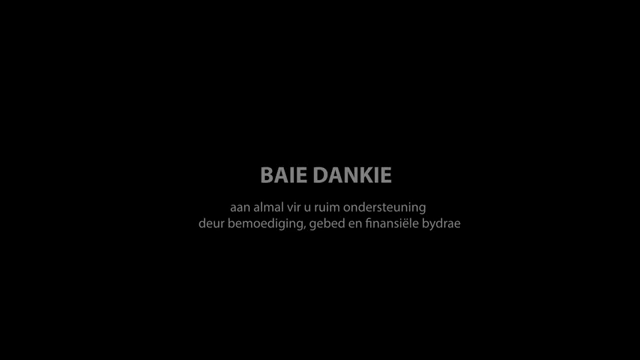 BAIE DANKIE
aan almal vir u ruim ondersteuning
deur bemoediging, gebed en finansiële bydrae